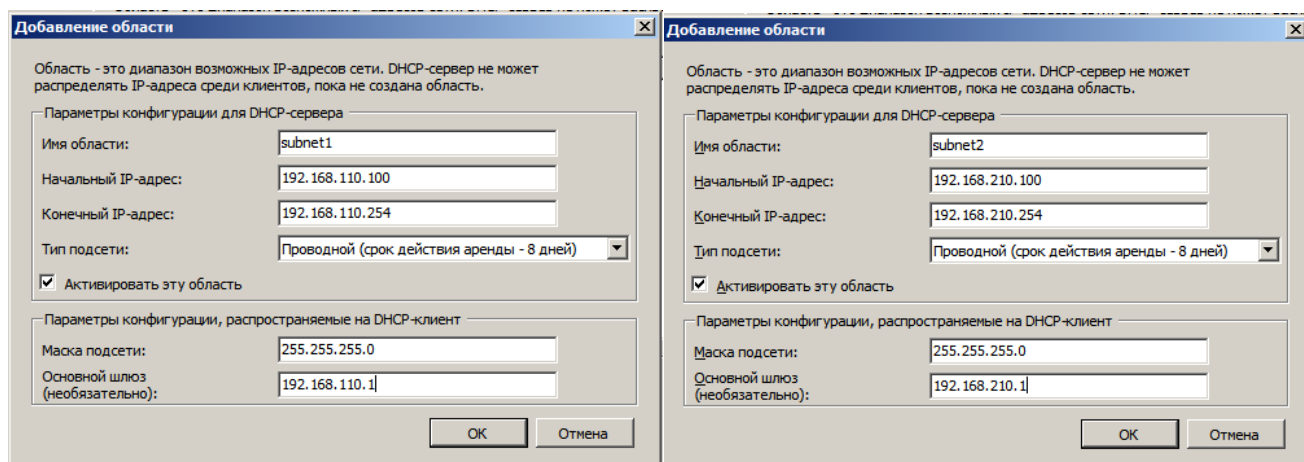 Добавление области
Область - это диапазон возможных IP-адресов сети. DHCP-сервер не может
распределять IP-адреса среди клиентов, пока не создана область.
Параметры конфигурации для DHCP-сервера
Имя области:
subnet1
Начальный IP-адрес:
192.168.110.100
Конечный IP-адрес:
192.168.110.254
Тип подсети:
Проводной (срок действия аренды - 8 дней)
Активировать эту область
Параметры конфигурации, распространяемые на DHCP-клиент
Маска подсети:
255.255.255.0
Основной шлюз
(необязательно):
192.168.110.1
ОК
Отмена
Добавление области
Область - это диапазон возможных IP-адресов сети. DHCP-сервер не может
распределять IP-адреса среди клиентов, пока не создана область.
Параметры конфигурации для DHCP-сервера
Имя области:
subnet2
Начальный IP-адрес:
192.168.210.100
Конечный IP-адрес:
192.168.210.254
Тип подсети:
Проводной (срок действия аренды - 8 дней)
Активировать эту область
Параметры конфигурации, распространяемые на DHCP-клиент
Маска подсети:
255.255.255.0
Основной шлюз
(необязательно):
192.168.210.1
ОК
Отмена